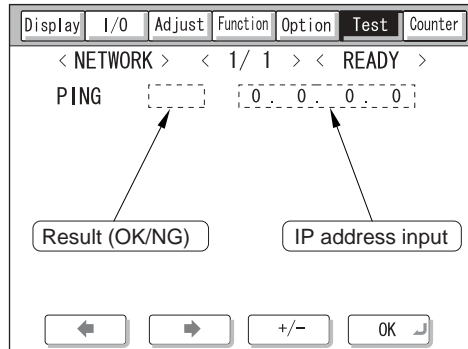 Display I/O Adjust Function Option Test Counter
< NETWORK > < 1/ 1 > < READY >
PING 0. 0. 0. 0
Result (OK/NG) IP address input
+/− OK